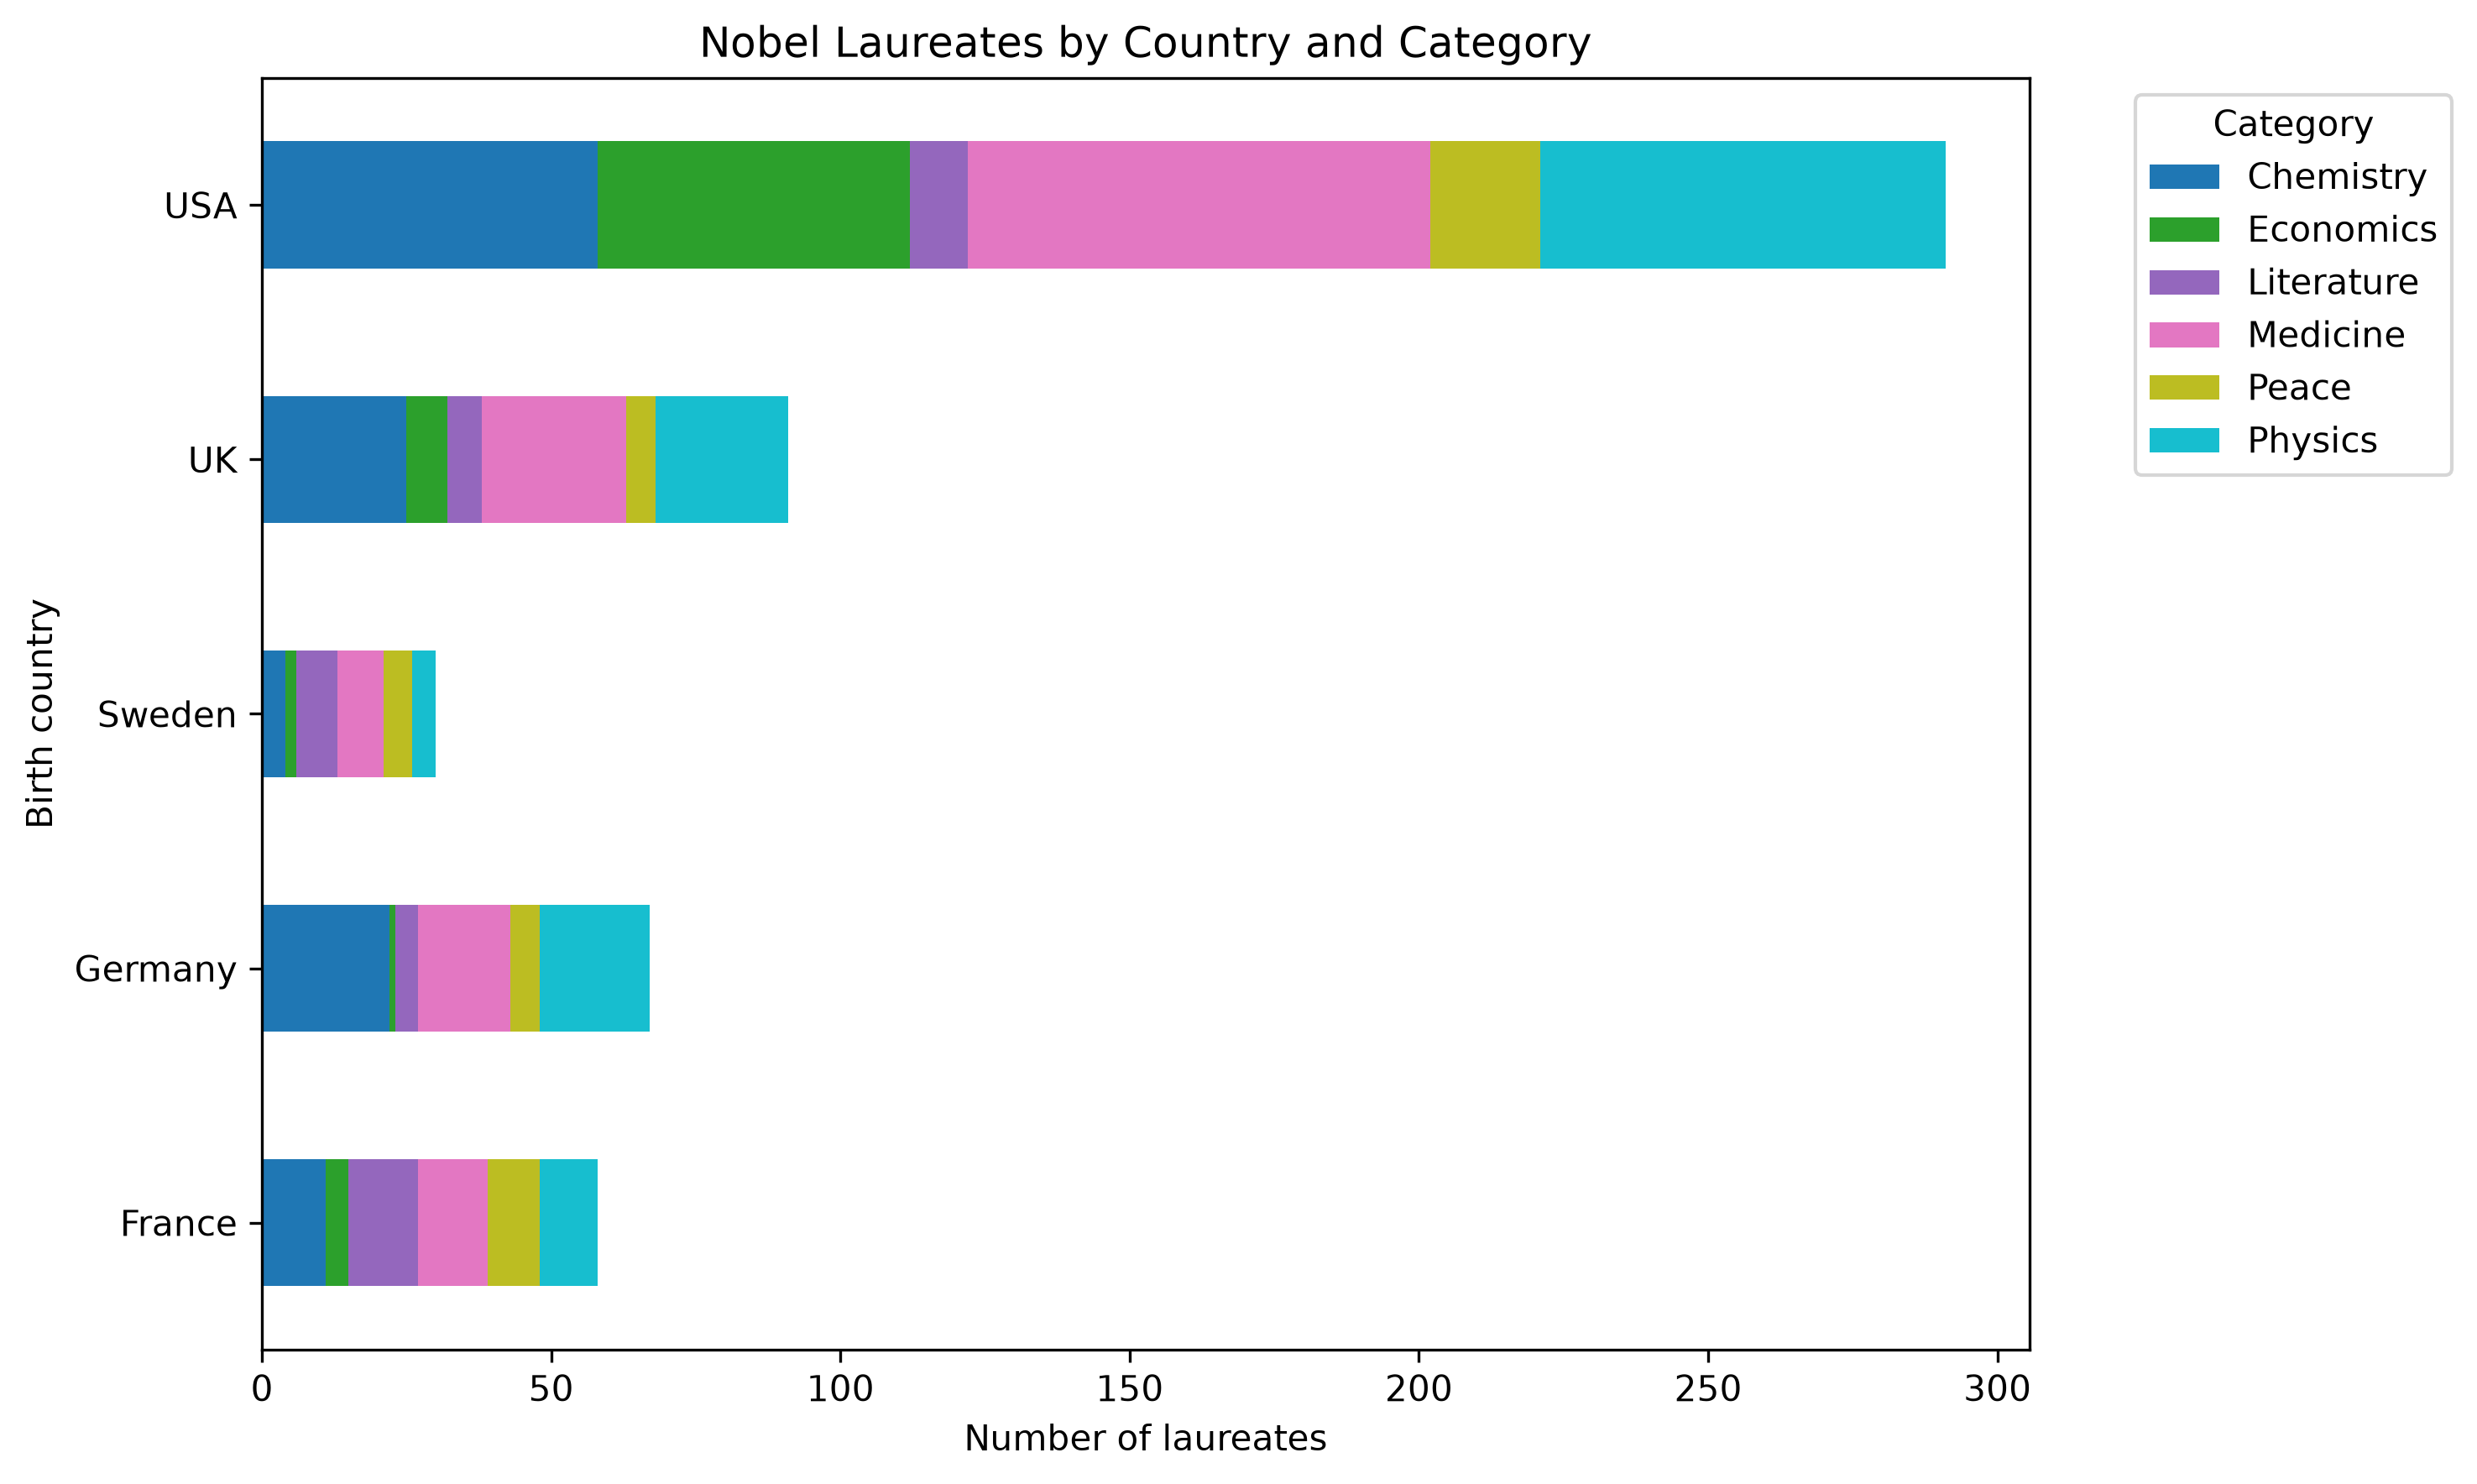 Nobel Laureates by Country and Category
Category
Chemistry
Economics
Literature
Medicine
Peace
Physics
Birth country
USA
UK
Sweden
Germany
France
0 50 100 150 200 250 300
Number of laureates